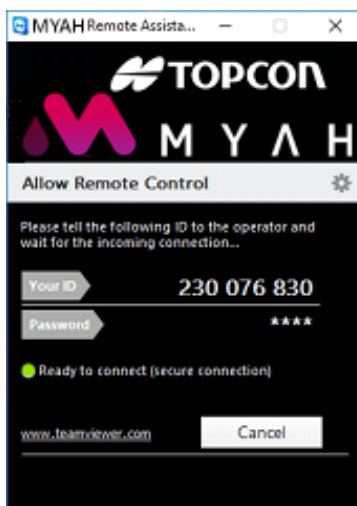 MYAH Remote Assista...
TOPCON
MYAH
Allow Remote Control
Please tell the following ID to the operator and
wait for the incoming connection...
Your ID 230 076 830
Password ****
Ready to connect (secure connection)
www.teamviewer.com Cancel